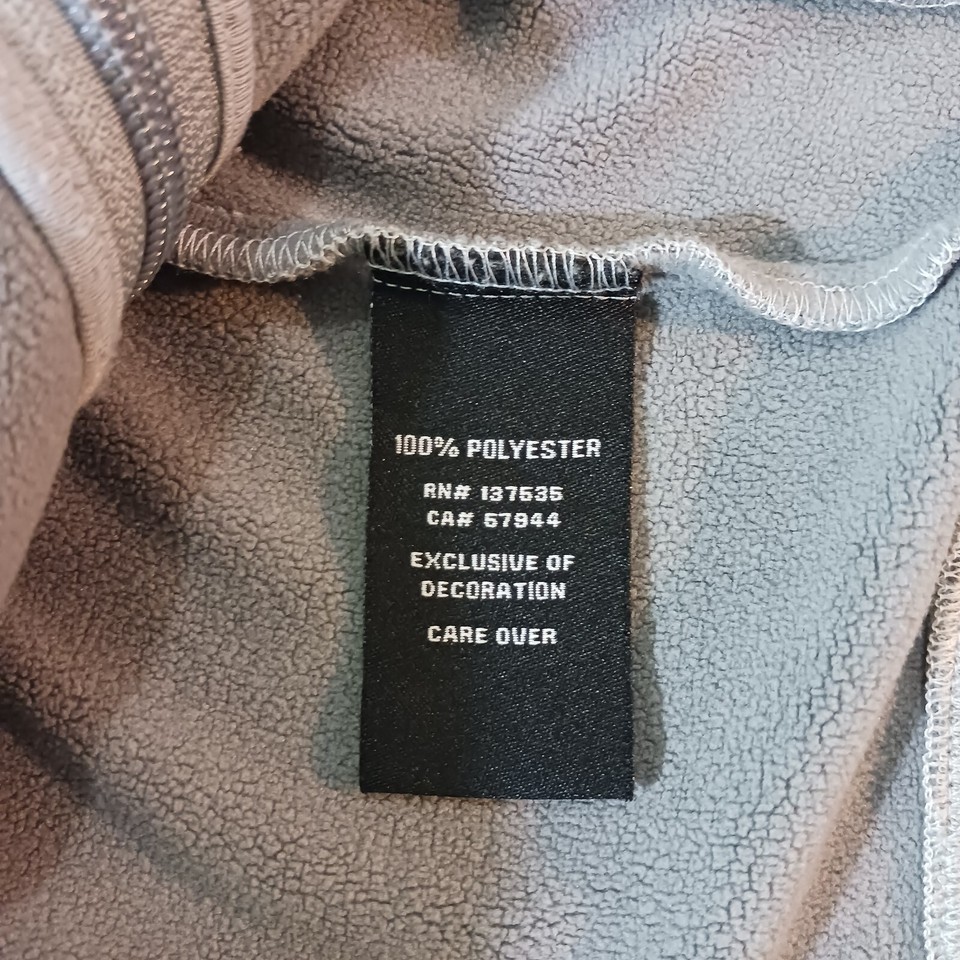 100% POLYESTER
RN# 137535
CA# 57944
EXCLUSIVE OF
DECORATION
CARE OVER